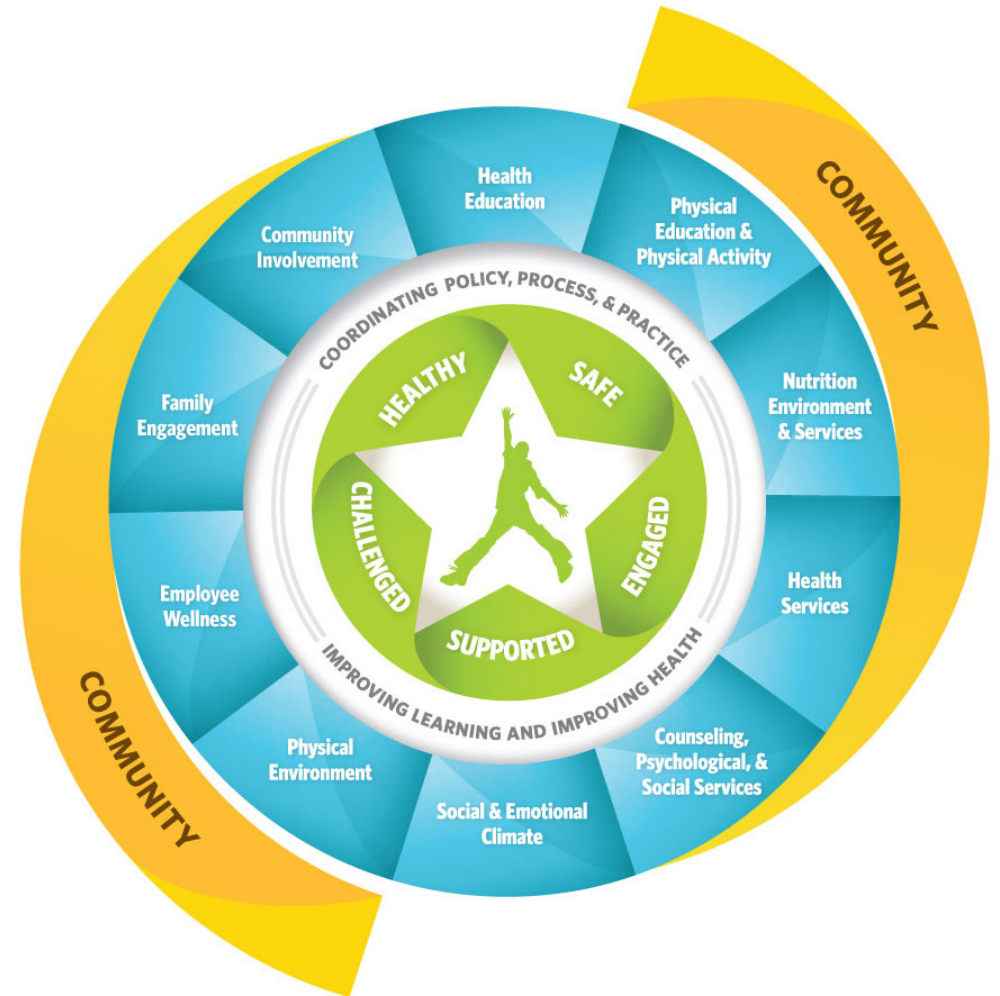 COMMUNITY
Health
Education
Physical
Education &
Physical Activity
Nutrition
Environment
& Services
Health
Services
Counseling,
Psychological, &
Social Services
Social & Emotional
Climate
Physical
Environment
Employee
Wellness
Family
Engagement
Community
Involvement
COORDINATING POLICY, PROCESS, & PRACTICE
IMPROVING LEARNING AND IMPROVING HEALTH
HEALTHY
SAFE
ENGAGED
SUPPORTED
CHALLENGED
COMMUNITY